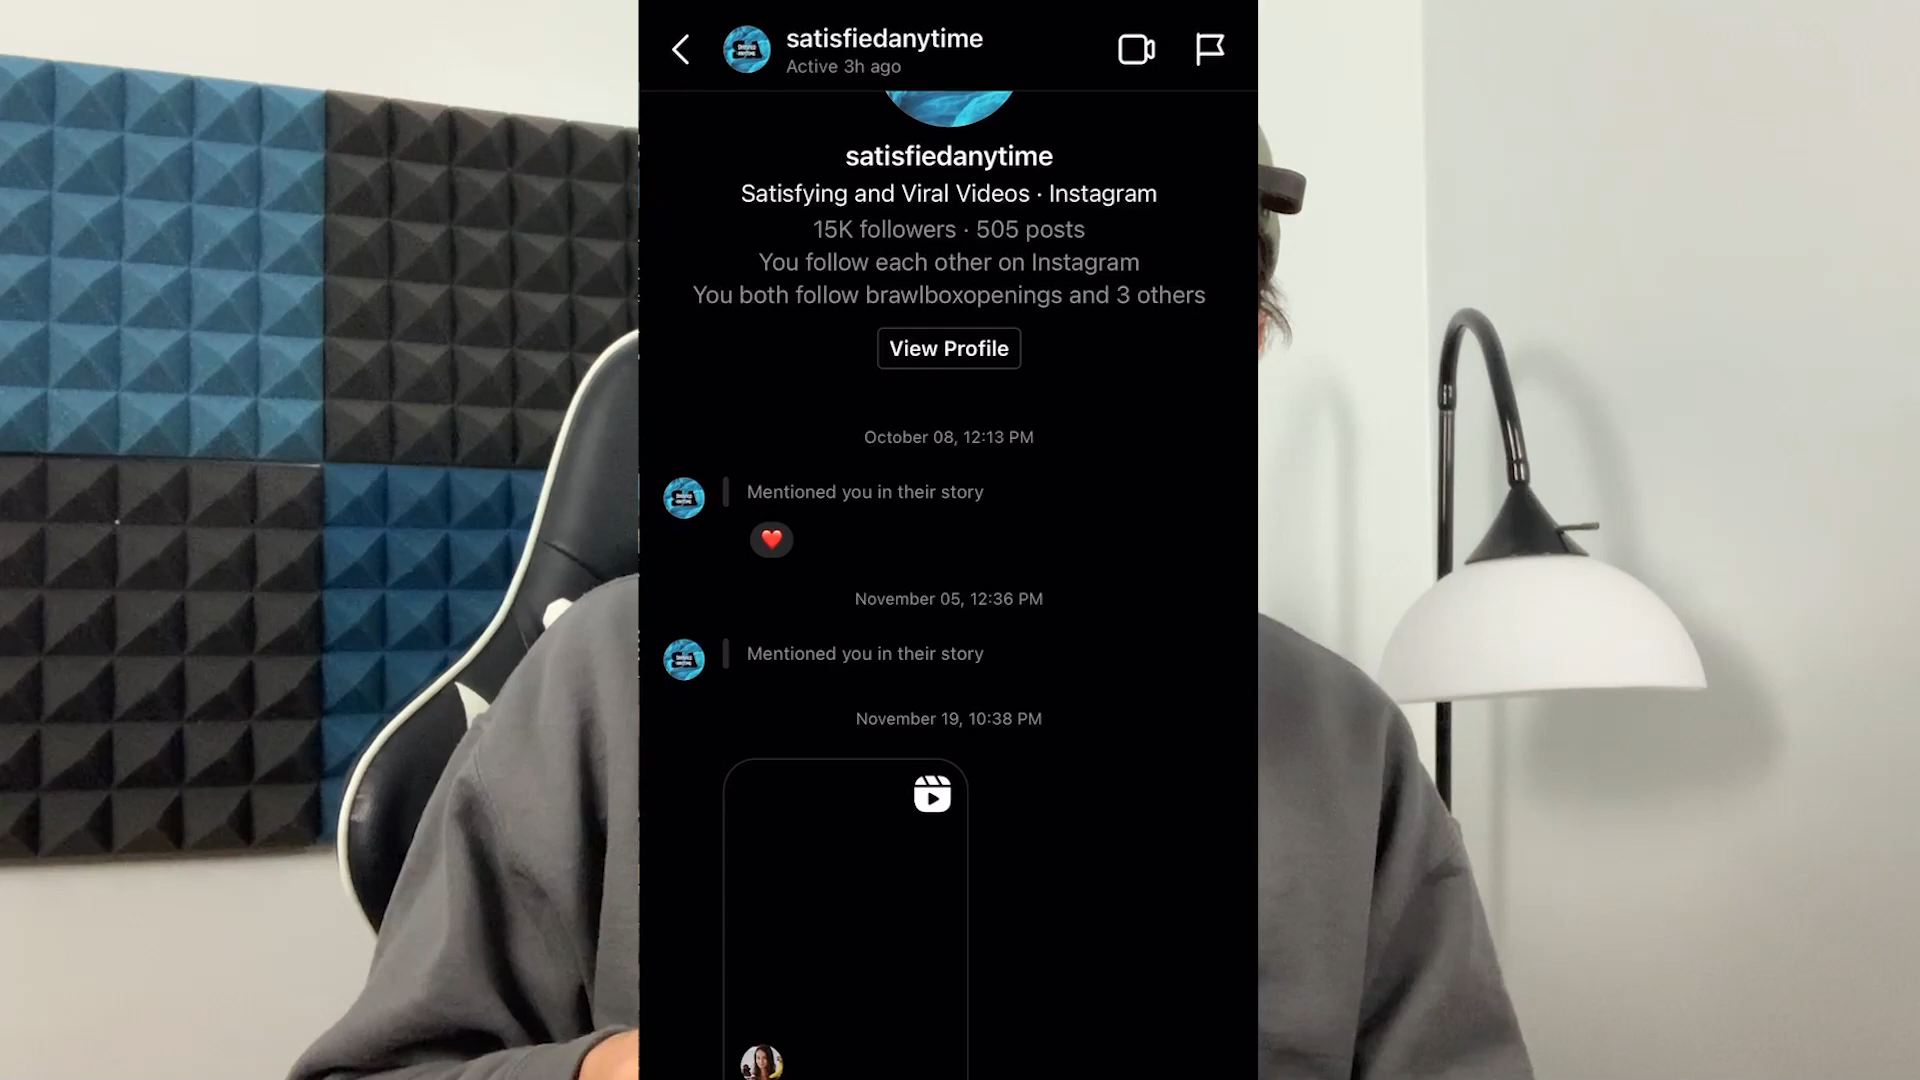 satisfiedanytime
Active 3h ago
satisfiedanytime
Satisfying and Viral Videos · Instagram
15K followers · 505 posts
You follow each other on Instagram
You both follow brawlboxopenings and 3 others
View Profile
October 08, 12:13 PM
Mentioned you in their story
November 05, 12:36 PM
Mentioned you in their story
November 19, 10:38 PM